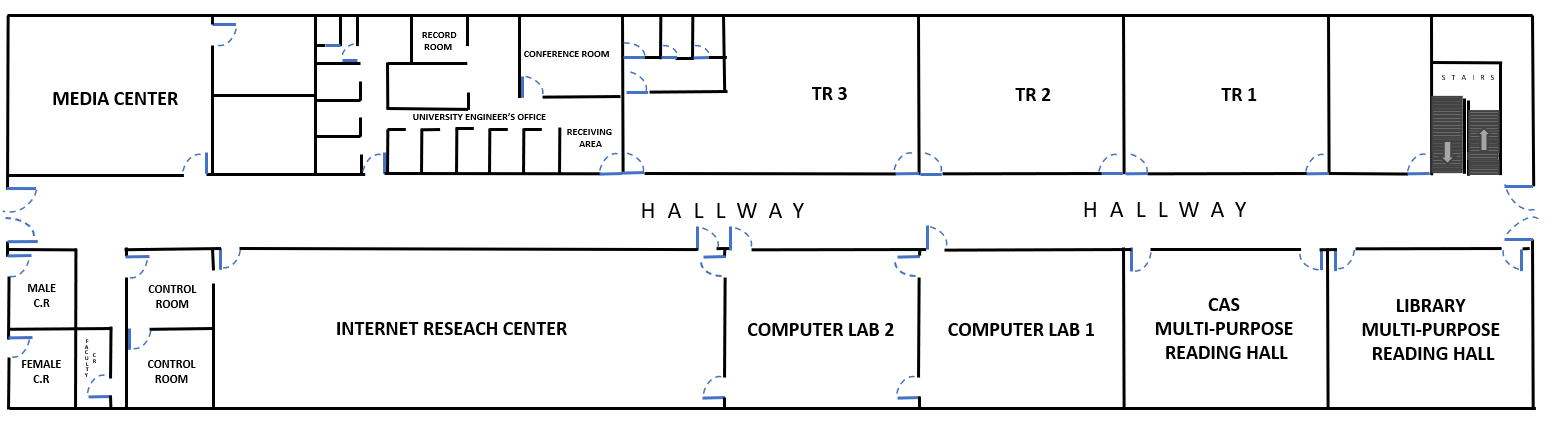 RECORD
ROOM
CONFERENCE ROOM
STAIRS
MEDIA CENTER
TR 3
TR 2
TR 1
UNIVERSITY ENGINEER'S OFFICE
RECEIVING
AREA
HALLWAY
HALLWAY
MALE
C.R
CONTROL
ROOM
INTERNET RESEACH CENTER
COMPUTER LAB 2
COMPUTER LAB 1
CAS
MULTI-PURPOSE
READING HALL
LIBRARY
MULTI-PURPOSE
READING HALL
FEMALE
C.R
FACULTY
CR
CONTROL
ROOM